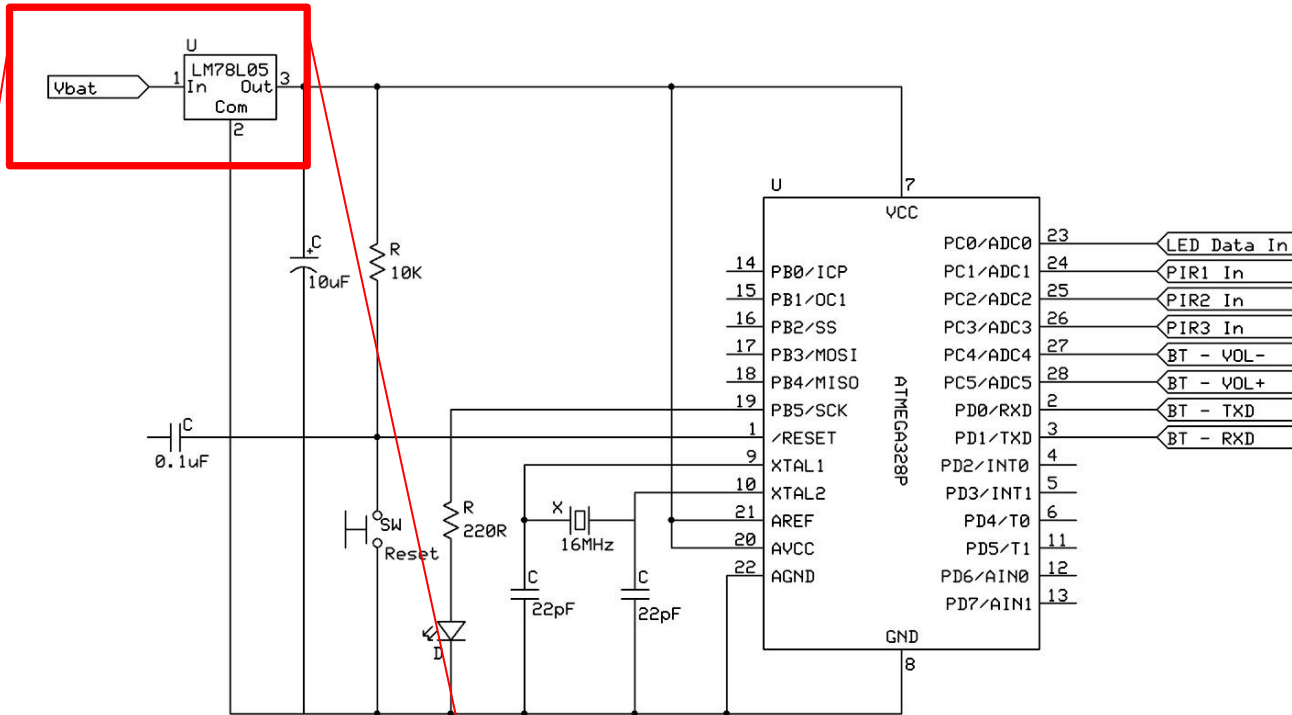 U
LM78L05
Vbat
1
In
Out
3
Com
2
U
7
VCC
C
+
10uF
R
10K
14
PB0/ICP
15
PB1/OC1
16
PB2/SS
17
PB3/MOSI
18
PB4/MISO
19
PB5/SCK
1
/RESET
9
XTAL1
10
XTAL2
21
AREF
20
AVCC
22
AGND
ATMEGA328P
PC0/ADC0
23
LED Data In
PC1/ADC1
24
PIR1 In
PC2/ADC2
25
PIR2 In
PC3/ADC3
26
PIR3 In
PC4/ADC4
27
BT - VOL-
PC5/ADC5
28
BT - VOL+
PD0/RXD
2
BT - TXD
PD1/TXD
3
BT - RXD
PD2/INT0
4
PD3/INT1
5
PD4/T0
6
PD5/T1
11
PD6/AIN0
12
PD7/AIN1
13
GND
8
C
0.1uF
SW
Reset
R
220R
D
X
16MHz
C
22pF
C
22pF